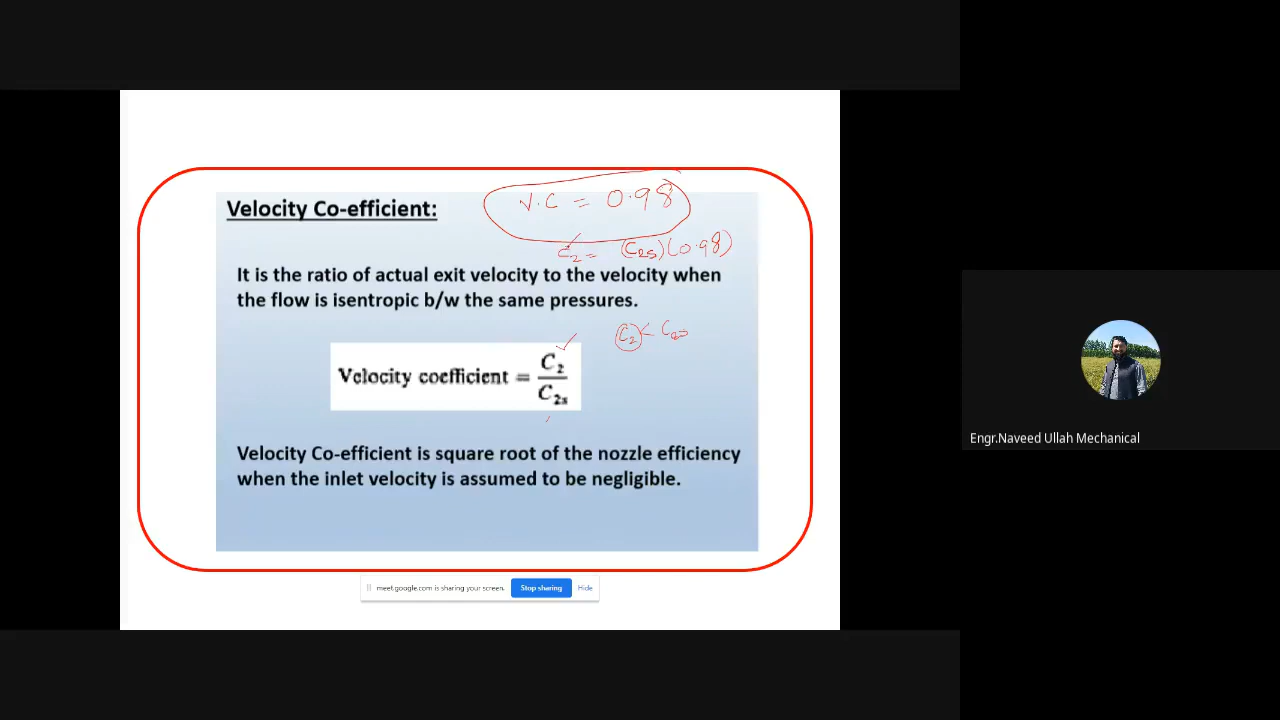 Velocity Co-efficient:
V.C = 0.98
C2 = (C2s)(0.98)
It is the ratio of actual exit velocity to the velocity when
the flow is isentropic b/w the same pressures.
C2 < C2s
Velocity coefficient = C2 / C2s
Velocity Co-efficient is square root of the nozzle efficiency
when the inlet velocity is assumed to be negligible.
meet.google.com is sharing your screen.
Stop sharing
Hide
Engr.Naveed Ullah Mechanical